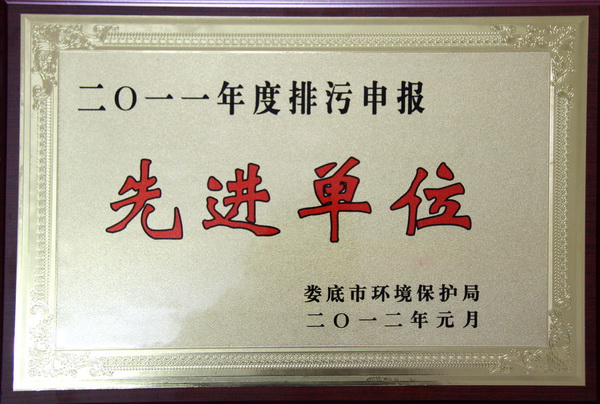 二〇一一年度排污申报
先进单位
娄底市环境保护局
二〇一二年元月